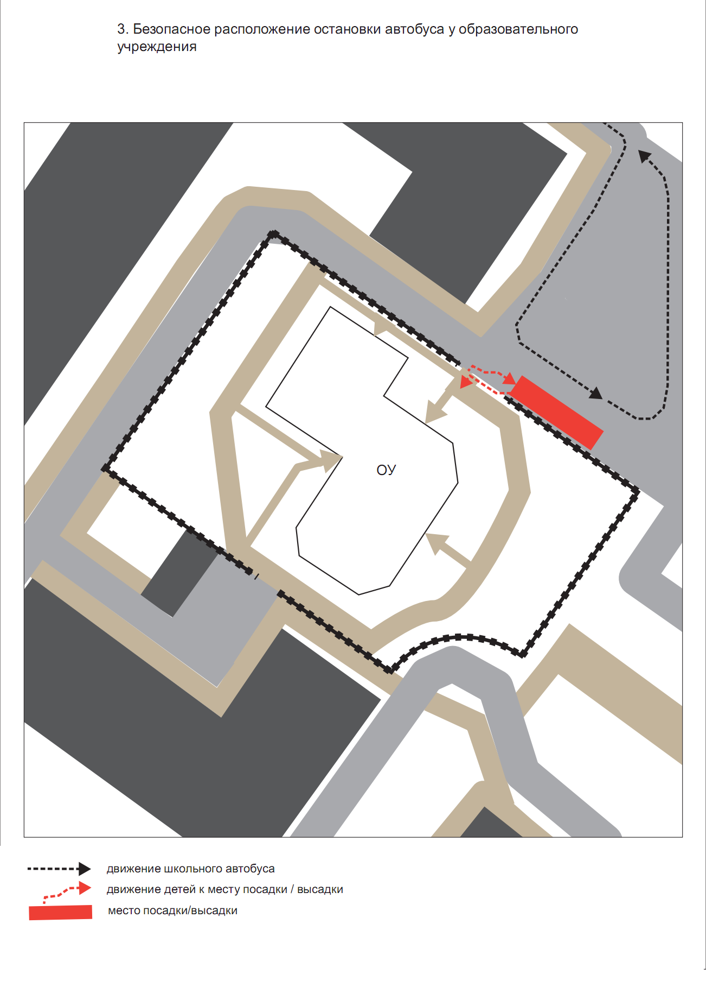 3. Безопасное расположение остановки автобуса у образовательного
учреждения
ОУ
движение школьного автобуса
движение детей к месту посадки / высадки
место посадки/высадки